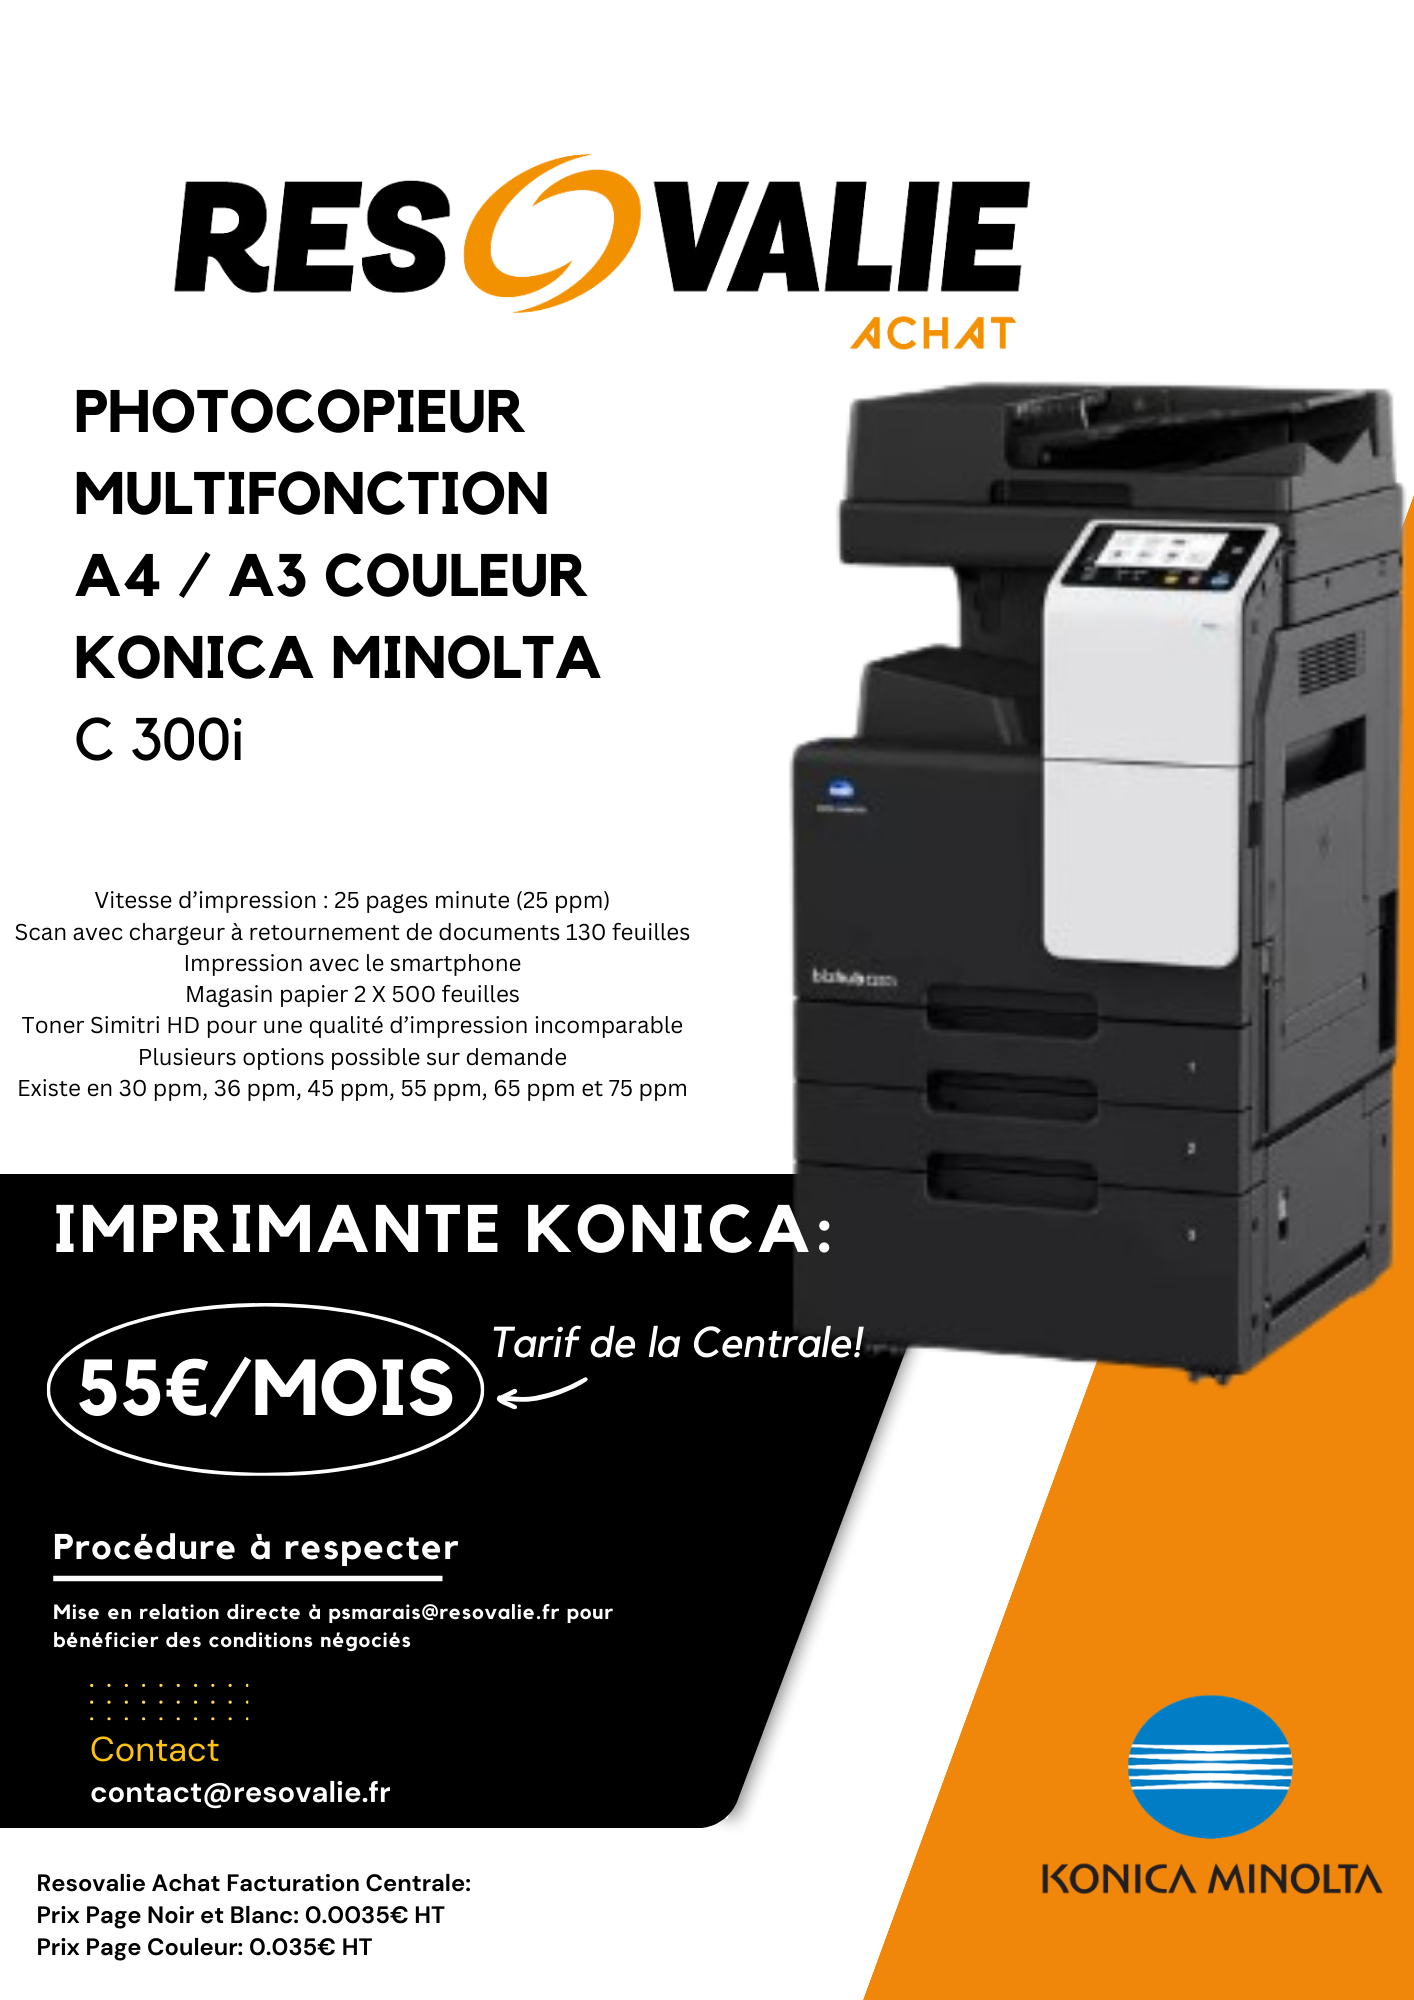 RESOVALIE
ACHAT
PHOTOCOPIEUR
MULTIFONCTION
A4 / A3 COULEUR
KONICA MINOLTA
C 300i
Vitesse d’impression : 25 pages minute (25 ppm)
Scan avec chargeur à retournement de documents 130 feuilles
Impression avec le smartphone
Magasin papier 2 X 500 feuilles
Toner Simitri HD pour une qualité d’impression incomparable
Plusieurs options possible sur demande
Existe en 30 ppm, 36 ppm, 45 ppm, 55 ppm, 65 ppm et 75 ppm
bizhub
1
2
3
IMPRIMANTE KONICA:
Tarif de la Centrale!
55€/MOIS
Procédure à respecter
Mise en relation directe à psmarais@resovalie.fr pour
bénéficier des conditions négociés
Contact
contact@resovalie.fr
KONICA MINOLTA
Resovalie Achat Facturation Centrale:
Prix Page Noir et Blanc: 0.0035€ HT
Prix Page Couleur: 0.035€ HT